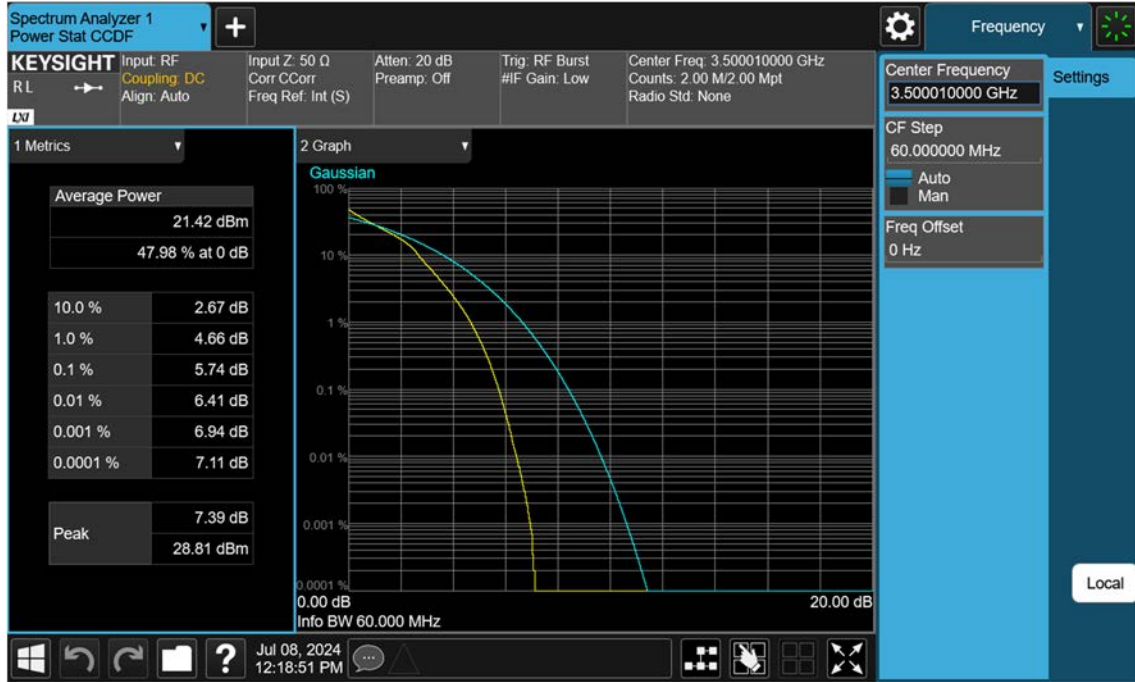 Spectrum Analyzer 1
Power Stat CCDF
Frequency
KEYSIGHT
R L
LXI
Input: RF
Coupling: DC
Align: Auto
Input Z: 50 Ω
Corr CCorr
Freq Ref: Int (S)
Atten: 20 dB
Preamp: Off
Trig: RF Burst
#IF Gain: Low
Center Freq: 3.500010000 GHz
Counts: 2.00 M/2.00 Mpt
Radio Std: None
Center Frequency
3.500010000 GHz
Settings
CF Step
60.000000 MHz
Auto
Man
Freq Offset
0 Hz
Local
1 Metrics
Average Power
21.42 dBm
47.98 % at 0 dB
10.0 % 2.67 dB
1.0 % 4.66 dB
0.1 % 5.74 dB
0.01 % 6.41 dB
0.001 % 6.94 dB
0.0001 % 7.11 dB
Peak
7.39 dB
28.81 dBm
2 Graph
Gaussian
100 %
10 %
1 %
0.1 %
0.01 %
0.001 %
0.0001 %
0.00 dB 20.00 dB
Info BW 60.000 MHz
?
Jul 08, 2024
12:18:51 PM